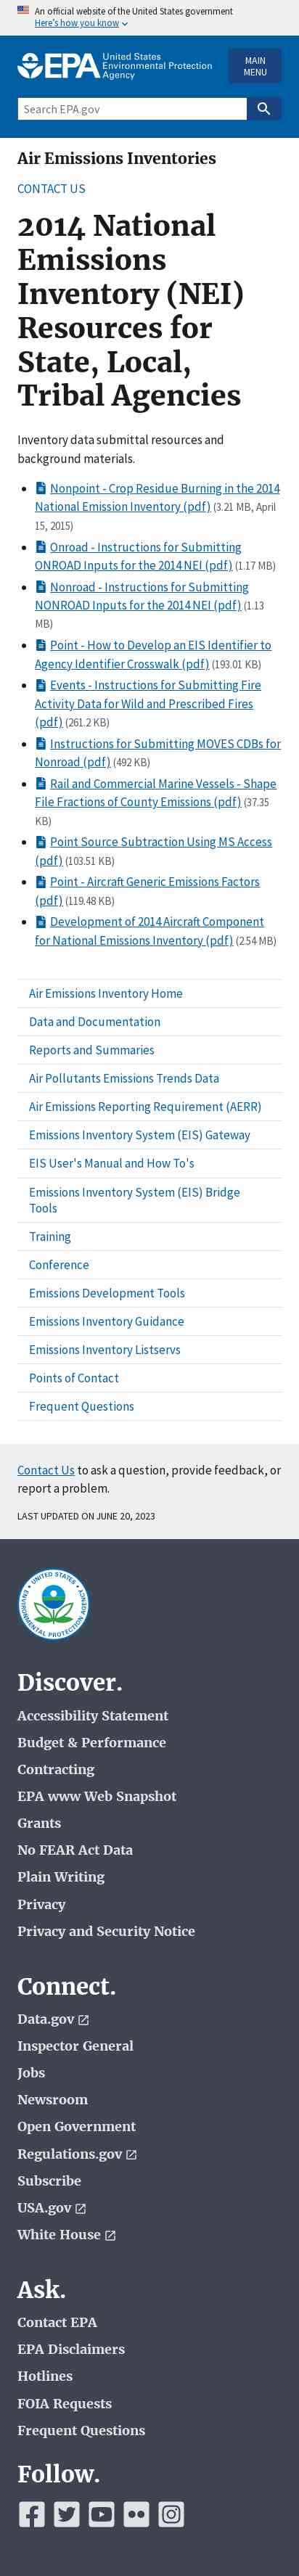 An official website of the United States government
Here's how you know
EPA United States
Environmental Protection
Agency
MAIN
MENU
Search EPA.gov
Air Emissions Inventories
CONTACT US
2014 National
Emissions
Inventory (NEI)
Resources for
State, Local,
Tribal Agencies
Inventory data submittal resources and
background materials.
Nonpoint - Crop Residue Burning in the 2014
National Emission Inventory (pdf) (3.21 MB, April
15, 2015)
Onroad - Instructions for Submitting
ONROAD Inputs for the 2014 NEI (pdf) (1.17 MB)
Nonroad - Instructions for Submitting
NONROAD Inputs for the 2014 NEI (pdf) (1.13
MB)
Point - How to Develop an EIS Identifier to
Agency Identifier Crosswalk (pdf) (193.01 KB)
Events - Instructions for Submitting Fire
Activity Data for Wild and Prescribed Fires
(pdf) (261.2 KB)
Instructions for Submitting MOVES CDBs for
Nonroad (pdf) (492 KB)
Rail and Commercial Marine Vessels - Shape
File Fractions of County Emissions (pdf) (37.35
KB)
Point Source Subtraction Using MS Access
(pdf) (103.51 KB)
Point - Aircraft Generic Emissions Factors
(pdf) (119.48 KB)
Development of 2014 Aircraft Component
for National Emissions Inventory (pdf) (2.54 MB)
Air Emissions Inventory Home
Data and Documentation
Reports and Summaries
Air Pollutants Emissions Trends Data
Air Emissions Reporting Requirement (AERR)
Emissions Inventory System (EIS) Gateway
EIS User's Manual and How To's
Emissions Inventory System (EIS) Bridge
Tools
Training
Conference
Emissions Development Tools
Emissions Inventory Guidance
Emissions Inventory Listservs
Points of Contact
Frequent Questions
Contact Us to ask a question, provide feedback, or
report a problem.
LAST UPDATED ON JUNE 20, 2023
UNITED STATES
ENVIRONMENTAL PROTECTION AGENCY
Discover.
Accessibility Statement
Budget & Performance
Contracting
EPA www Web Snapshot
Grants
No FEAR Act Data
Plain Writing
Privacy
Privacy and Security Notice
Connect.
Data.gov
Inspector General
Jobs
Newsroom
Open Government
Regulations.gov
Subscribe
USA.gov
White House
Ask.
Contact EPA
EPA Disclaimers
Hotlines
FOIA Requests
Frequent Questions
Follow.